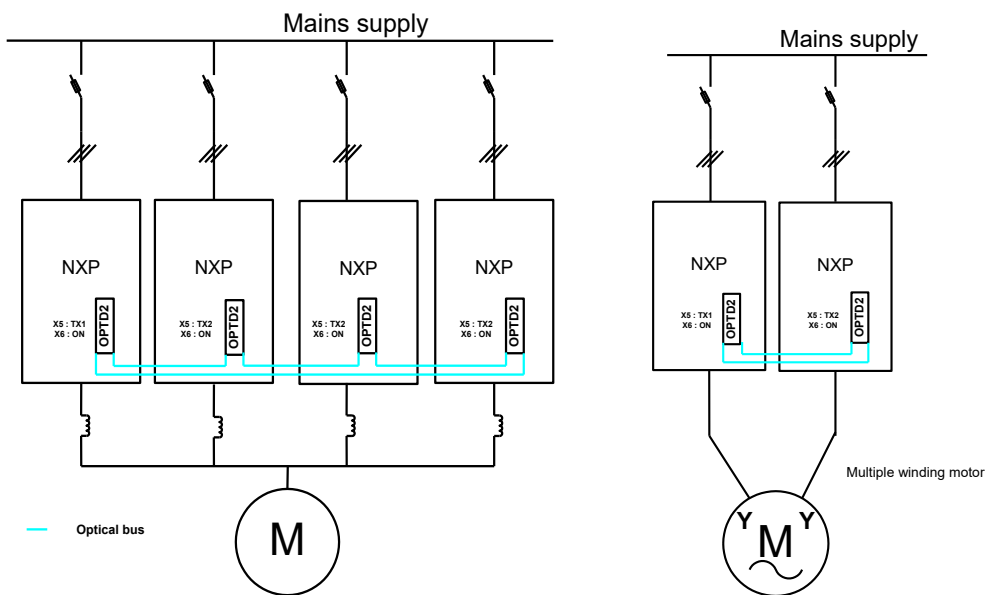 Mains supply
NXP
OPTD2
X5 : TX1
X6 : ON
NXP
OPTD2
X5 : TX2
X6 : ON
NXP
OPTD2
X5 : TX2
X6 : ON
NXP
OPTD2
X5 : TX2
X6 : ON
M
Optical bus
Mains supply
NXP
OPTD2
X5 : TX1
X6 : ON
NXP
OPTD2
X5 : TX2
X6 : ON
Multiple winding motor
Y
Y
M